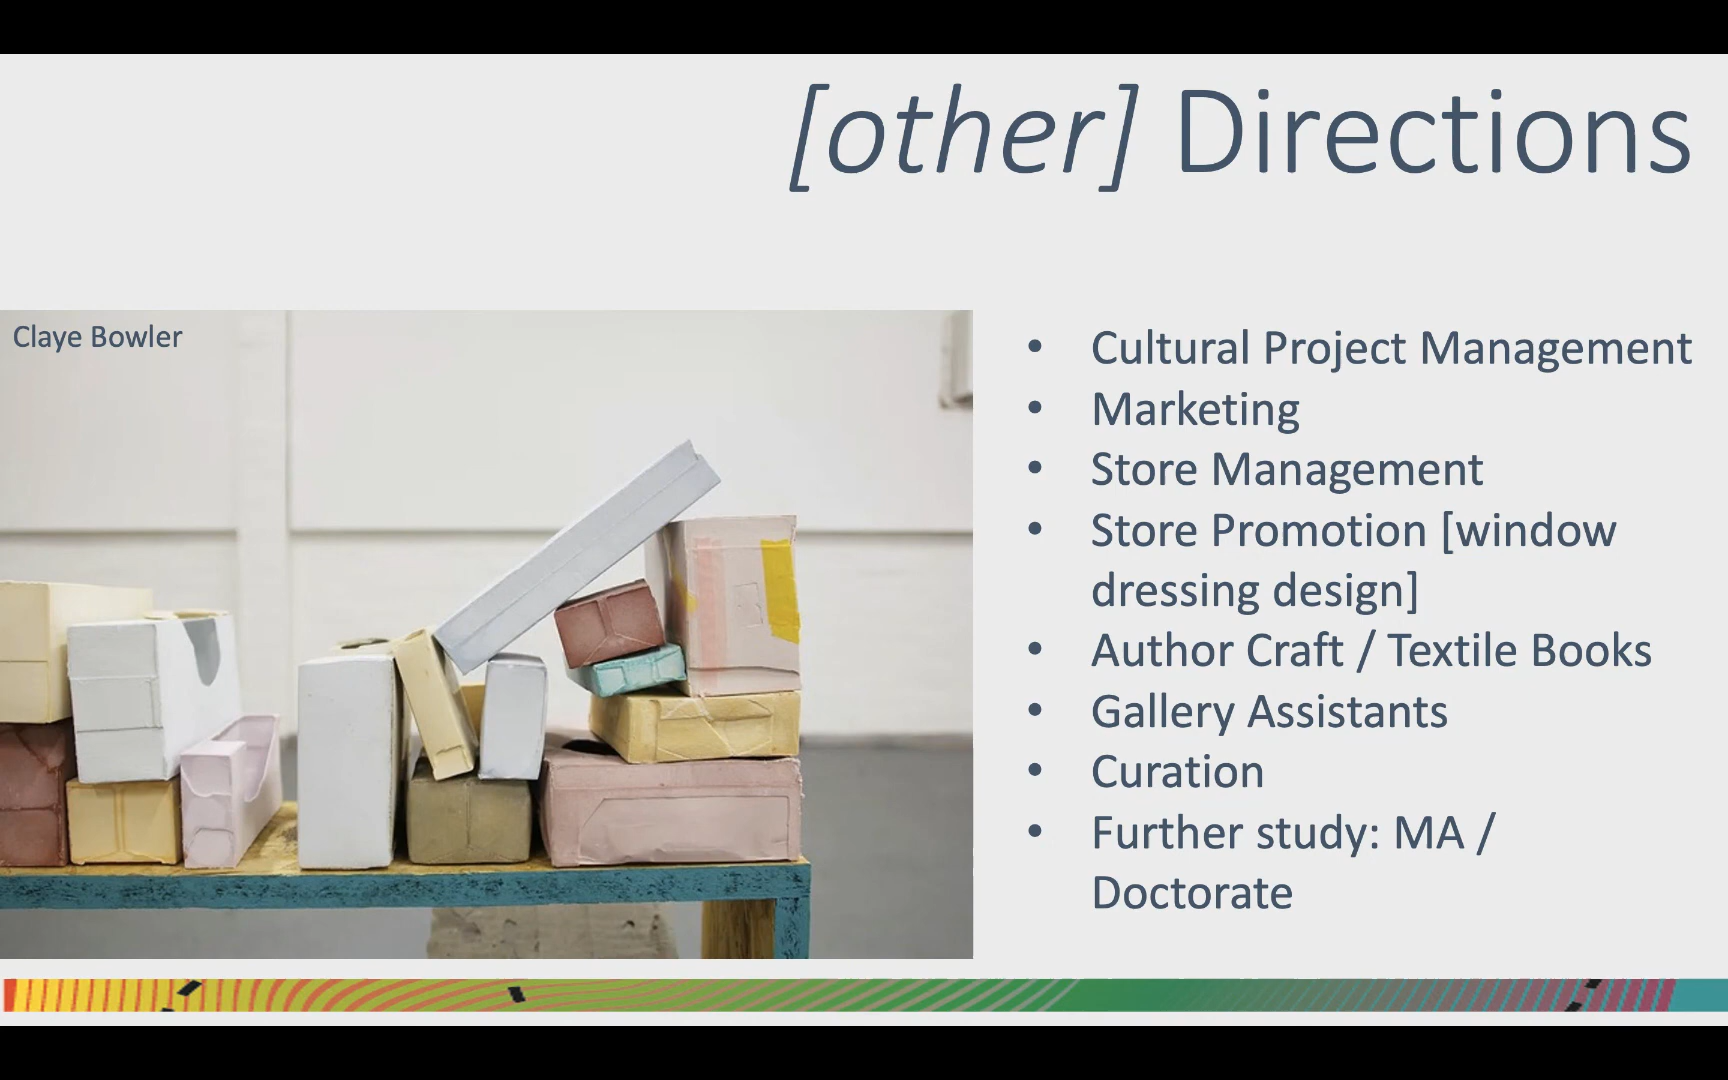 [other] Directions
Claye Bowler
• Cultural Project Management
• Marketing
• Store Management
• Store Promotion [window
dressing design]
• Author Craft / Textile Books
• Gallery Assistants
• Curation
• Further study: MA /
Doctorate